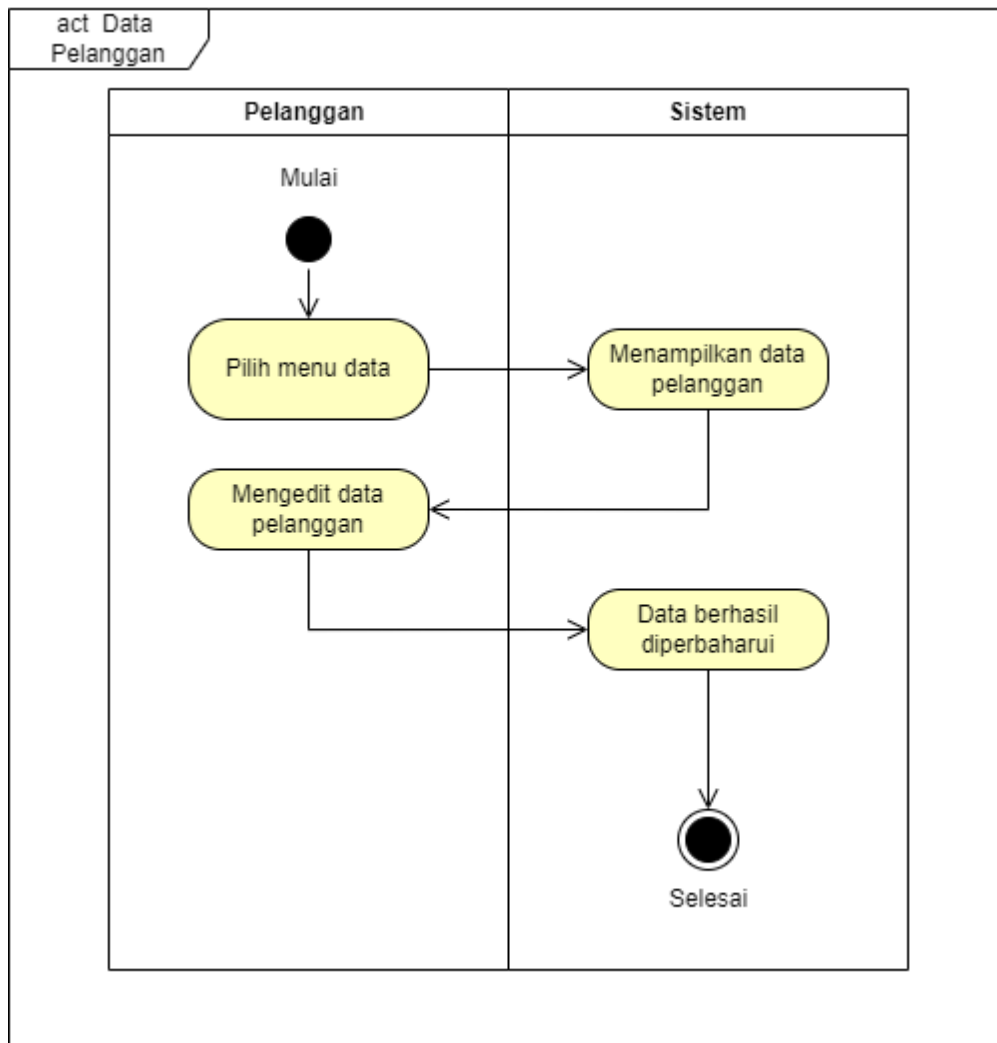 act Data
Pelanggan
Pelanggan
Sistem
Mulai
Pilih menu data
Menampilkan data
pelanggan
Mengedit data
pelanggan
Data berhasil
diperbaharui
Selesai